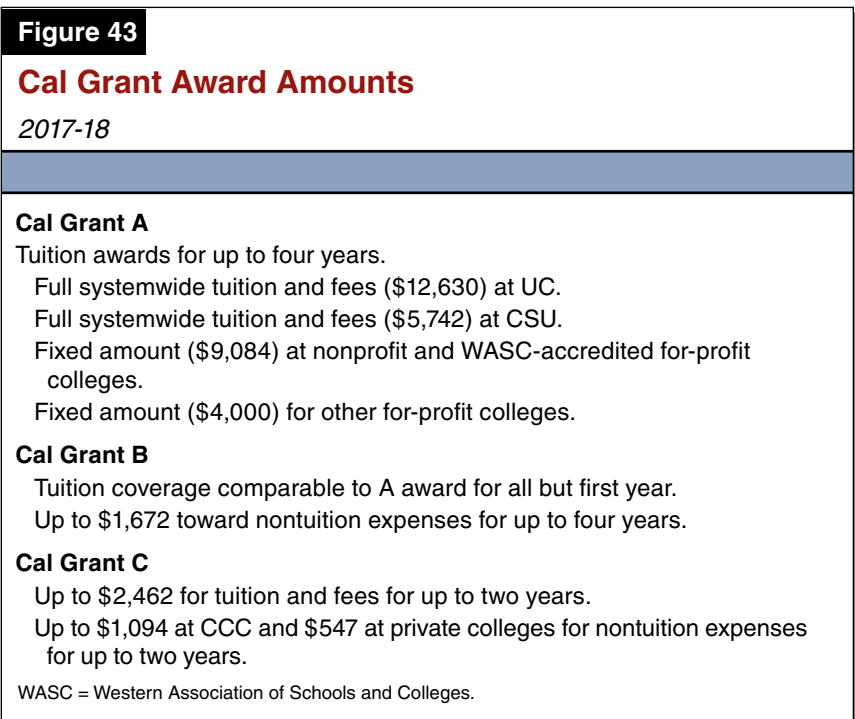 Figure 43
Cal Grant Award Amounts
2017-18
Cal Grant A
Tuition awards for up to four years.
Full systemwide tuition and fees ($12,630) at UC.
Full systemwide tuition and fees ($5,742) at CSU.
Fixed amount ($9,084) at nonprofit and WASC-accredited for-profit
colleges.
Fixed amount ($4,000) for other for-profit colleges.
Cal Grant B
Tuition coverage comparable to A award for all but first year.
Up to $1,672 toward nontuition expenses for up to four years.
Cal Grant C
Up to $2,462 for tuition and fees for up to two years.
Up to $1,094 at CCC and $547 at private colleges for nontuition expenses
for up to two years.
WASC = Western Association of Schools and Colleges.